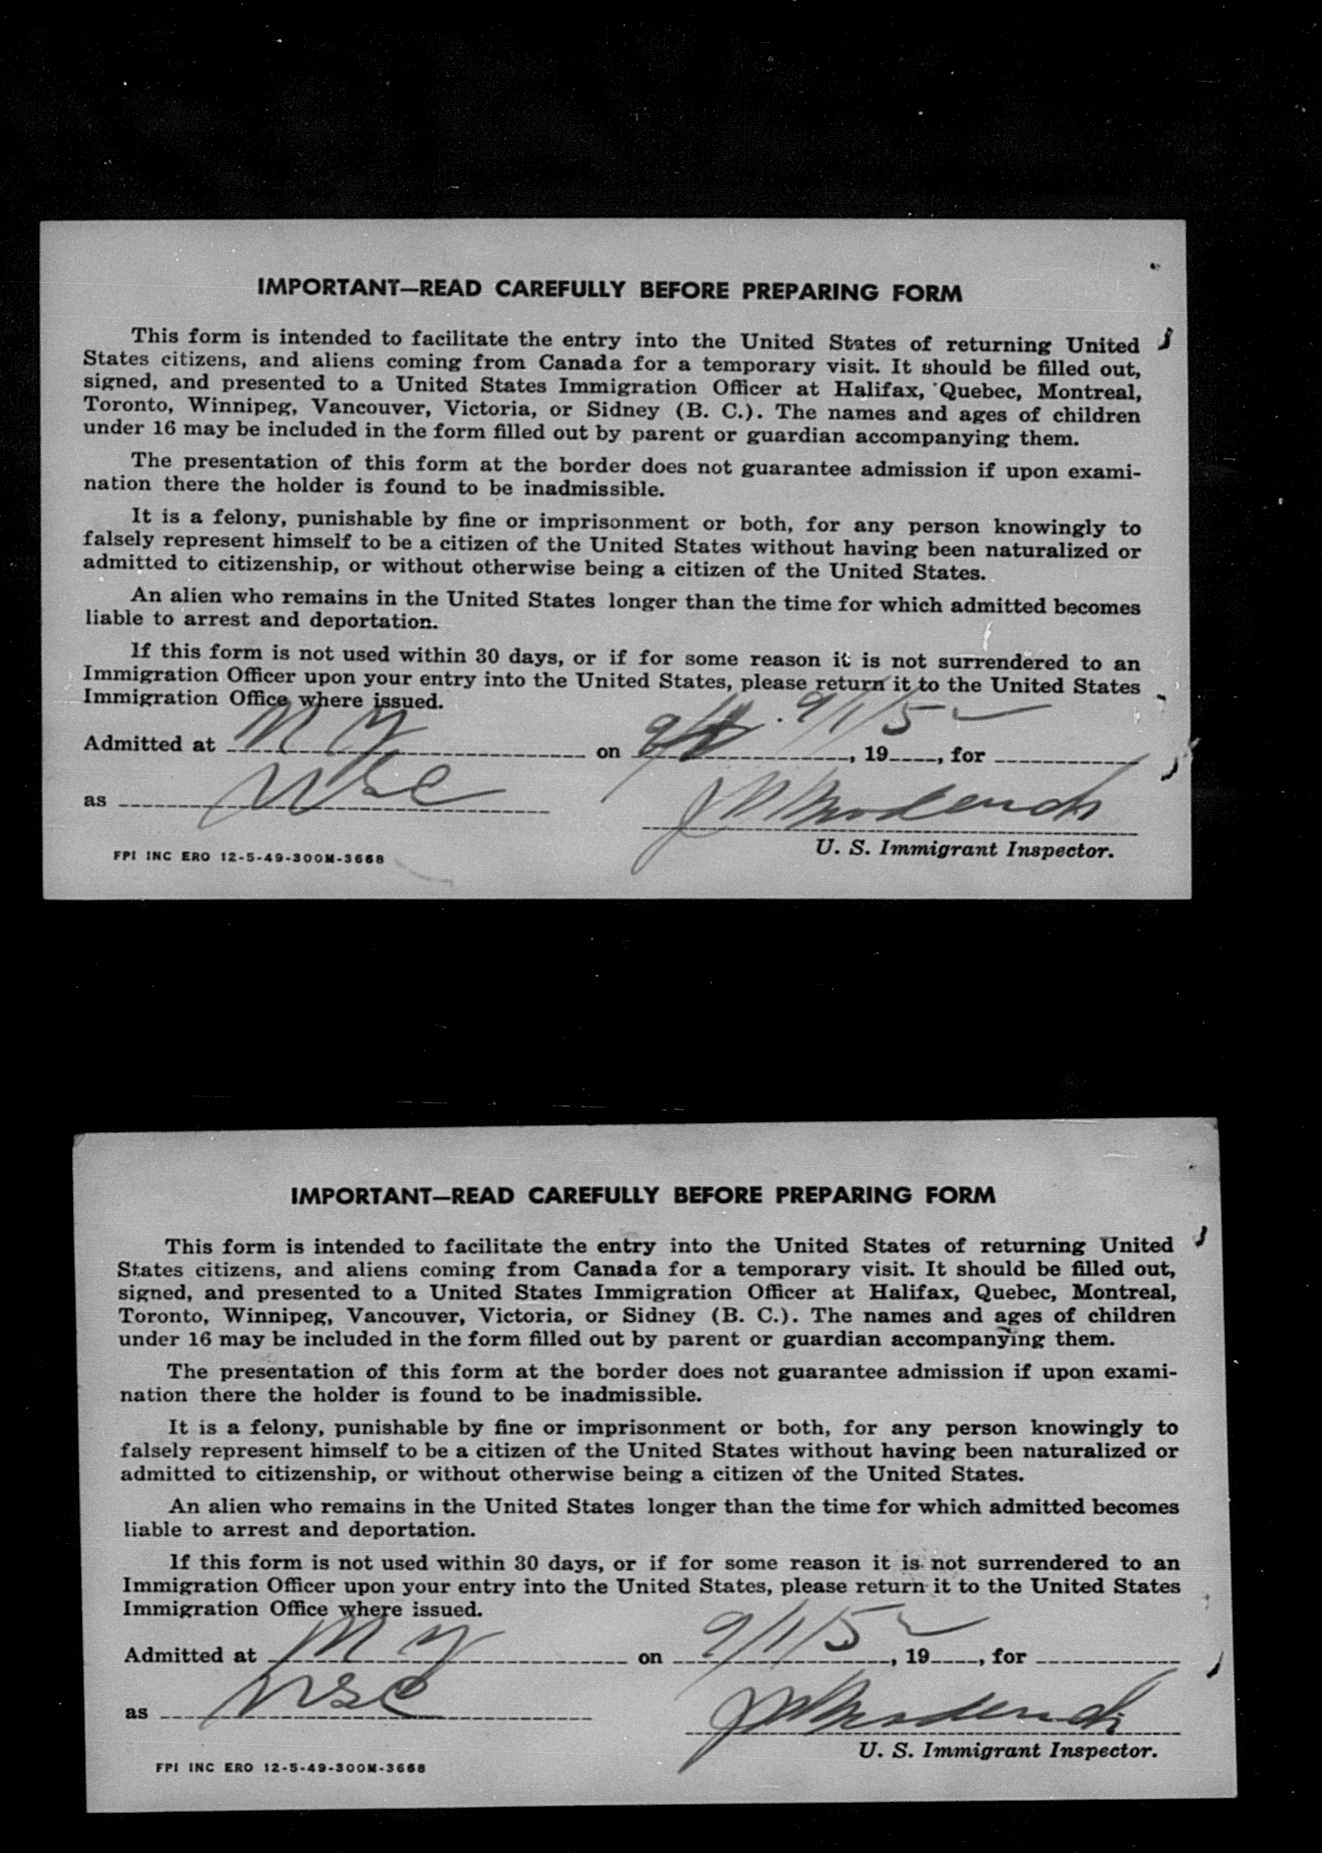 IMPORTANT—READ CAREFULLY BEFORE PREPARING FORM
This form is intended to facilitate the entry into the United States of returning United
States citizens, and aliens coming from Canada for a temporary visit. It should be filled out,
signed, and presented to a United States Immigration Officer at Halifax, Quebec, Montreal,
Toronto, Winnipeg, Vancouver, Victoria, or Sidney (B. C.). The names and ages of children
under 16 may be included in the form filled out by parent or guardian accompanying them.
The presentation of this form at the border does not guarantee admission if upon exami-
nation there the holder is found to be inadmissible.
It is a felony, punishable by fine or imprisonment or both, for any person knowingly to
falsely represent himself to be a citizen of the United States without having been naturalized or
admitted to citizenship, or without otherwise being a citizen of the United States.
An alien who remains in the United States longer than the time for which admitted becomes
liable to arrest and deportation.
If this form is not used within 30 days, or if for some reason it is not surrendered to an
Immigration Officer upon your entry into the United States, please return it to the United States
Immigration Office where issued.
Admitted at N Y on 9/1/52, 19____, for
as USC
U. S. Immigrant Inspector.
FPI INC ERO 12-5-49-300M-3668
IMPORTANT—READ CAREFULLY BEFORE PREPARING FORM
This form is intended to facilitate the entry into the United States of returning United
States citizens, and aliens coming from Canada for a temporary visit. It should be filled out,
signed, and presented to a United States Immigration Officer at Halifax, Quebec, Montreal,
Toronto, Winnipeg, Vancouver, Victoria, or Sidney (B. C.). The names and ages of children
under 16 may be included in the form filled out by parent or guardian accompanying them.
The presentation of this form at the border does not guarantee admission if upon exami-
nation there the holder is found to be inadmissible.
It is a felony, punishable by fine or imprisonment or both, for any person knowingly to
falsely represent himself to be a citizen of the United States without having been naturalized or
admitted to citizenship, or without otherwise being a citizen of the United States.
An alien who remains in the United States longer than the time for which admitted becomes
liable to arrest and deportation.
If this form is not used within 30 days, or if for some reason it is not surrendered to an
Immigration Officer upon your entry into the United States, please return it to the United States
Immigration Office where issued.
Admitted at N Y on 9/1/52, 19____, for
as USC
U. S. Immigrant Inspector.
FPI INC ERO 12-5-49-300M-3668